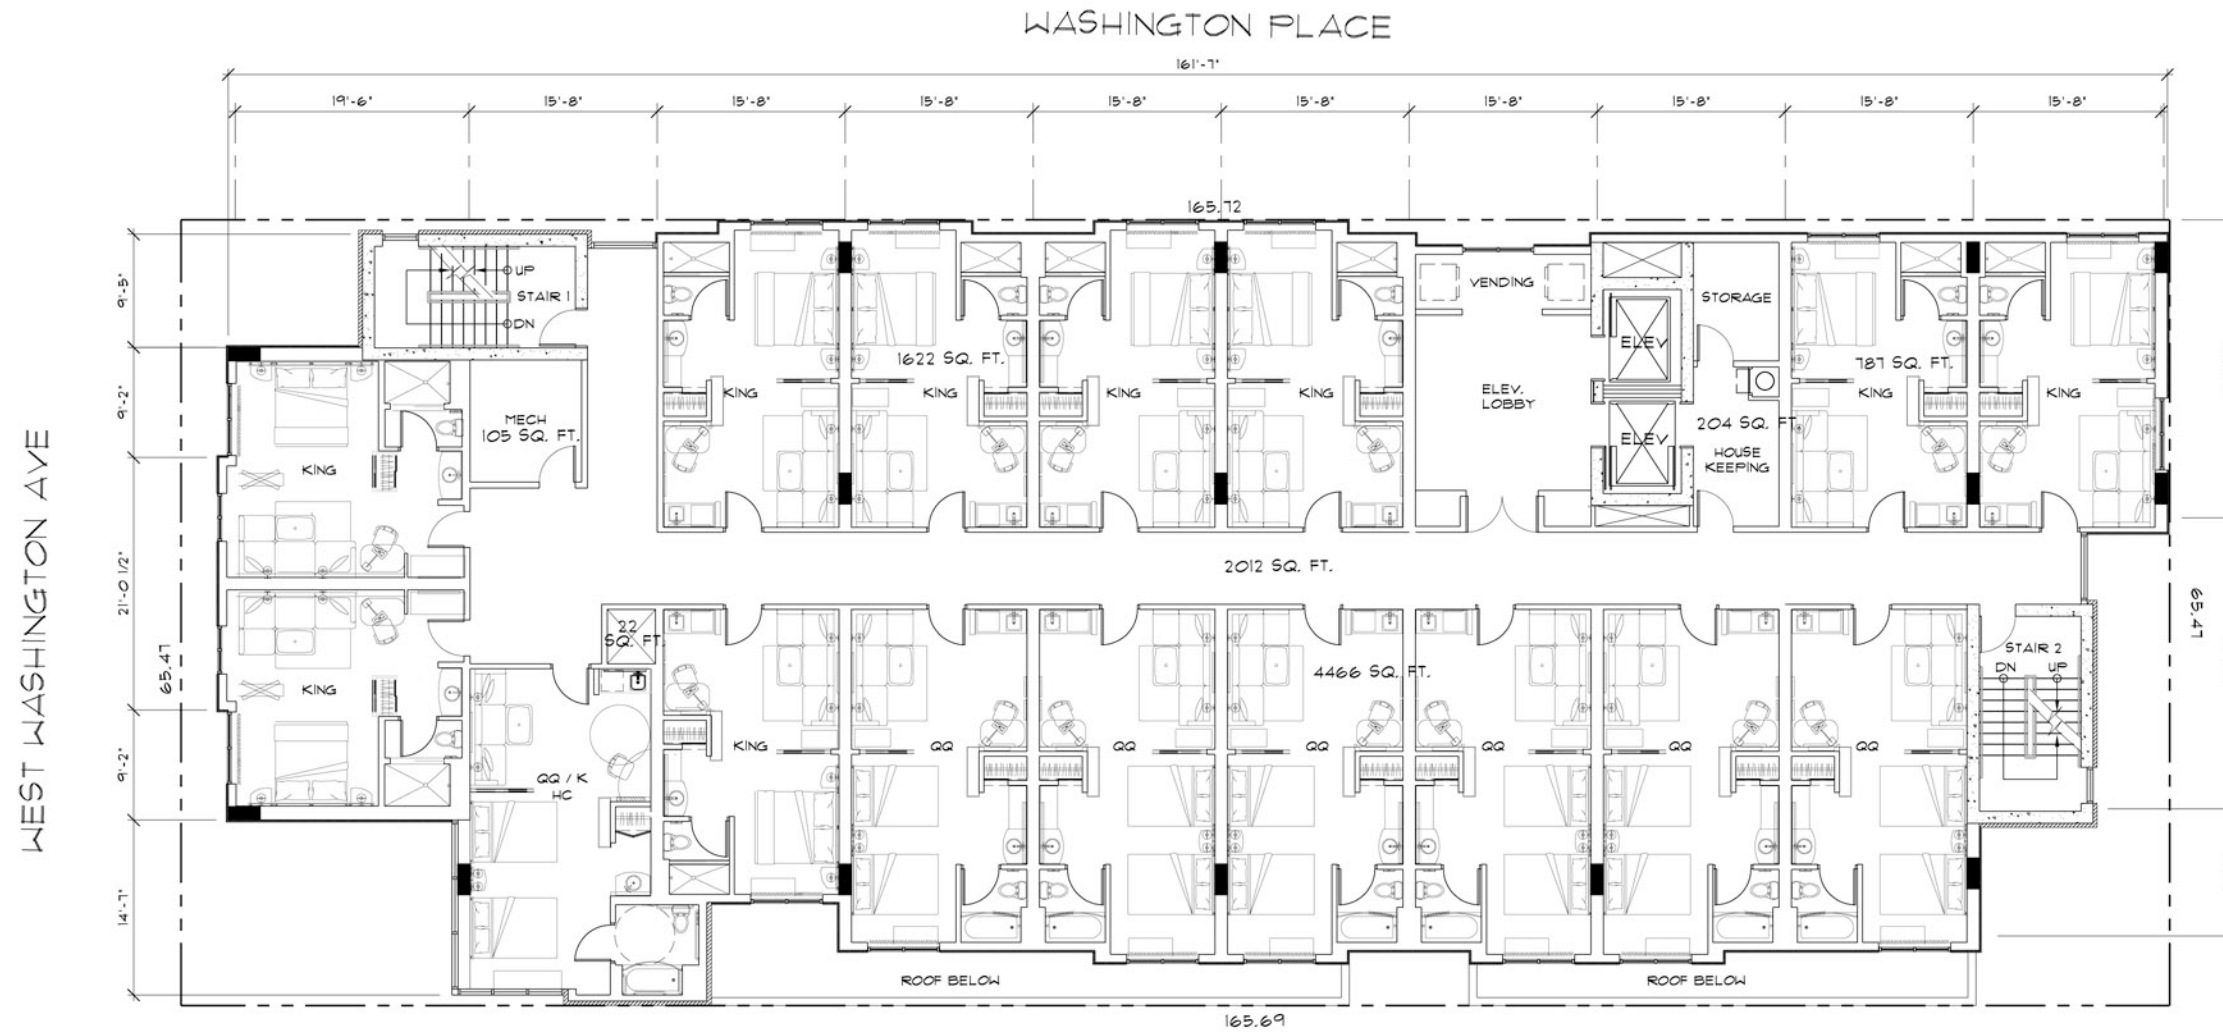 WASHINGTON PLACE
161'-7"
19'-6" 15'-8" 15'-8" 15'-8" 15'-8" 15'-8" 15'-8" 15'-8" 15'-8" 15'-8"
165.72
9'-5"
9'-2"
21'-0 1/2"
9'-2"
14'-7"
WEST WASHINGTON AVE
65.47
65.47
UP
STAIR 1
DN
VENDING
STORAGE
ELEV
1622 SQ. FT.
787 SQ. FT.
KING
KING
KING
KING
ELEV.
LOBBY
KING
KING
MECH
105 SQ. FT.
204 SQ. FT.
ELEV
HOUSE
KEEPING
KING
2012 SQ. FT.
22
SQ. FT.
STAIR 2
DN UP
4466 SQ. FT.
KING
KING
QQ
QQ
QQ
QQ
QQ
QQ
QQ / K
HC
ROOF BELOW
ROOF BELOW
165.69